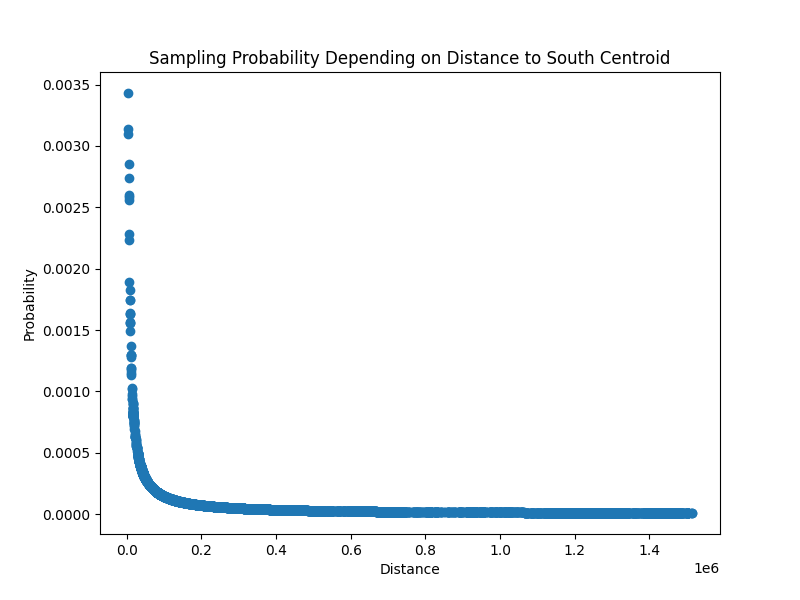 Sampling Probability Depending on Distance to South Centroid
0.0035
0.0030
0.0025
0.0020
0.0015
0.0010
0.0005
0.0000
Probability
0.0 0.2 0.4 0.6 0.8 1.0 1.2 1.4
1e6
Distance